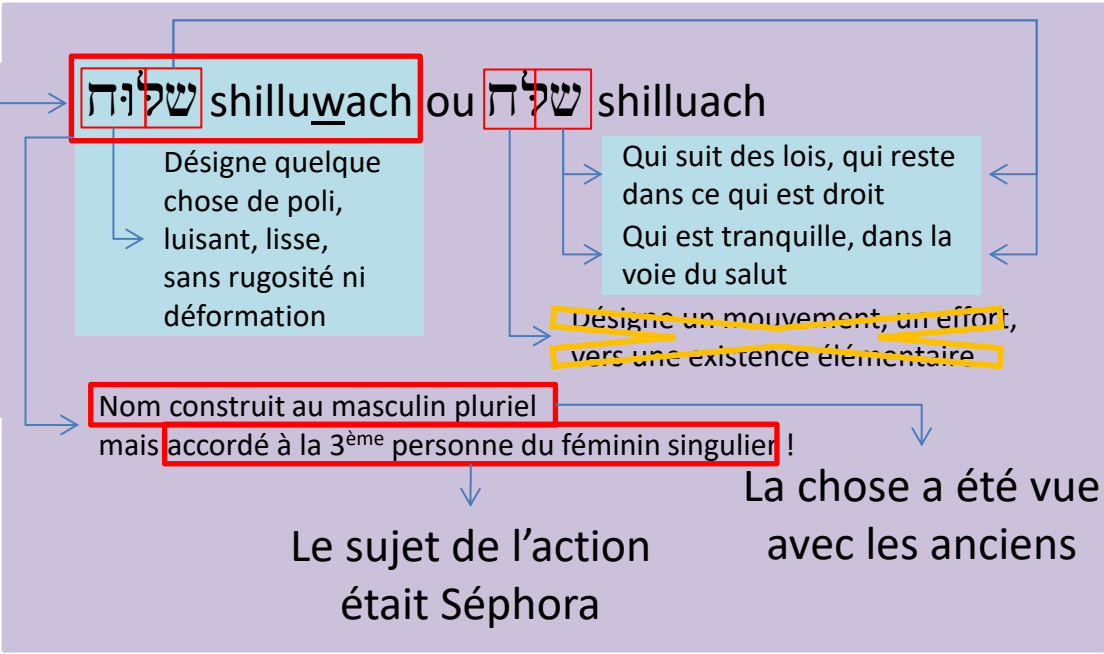 שלּוּח shilluwach ou שלּח shilluach
Désigne quelque
chose de poli,
luisant, lisse,
sans rugosité ni
déformation
Qui suit des lois, qui reste
dans ce qui est droit
Qui est tranquille, dans la
voie du salut
Désigne un mouvement, un effort,
vers une existence élémentaire
Nom construit au masculin pluriel
mais accordé à la 3ème personne du féminin singulier !
La chose a été vue
avec les anciens
Le sujet de l’action
était Séphora